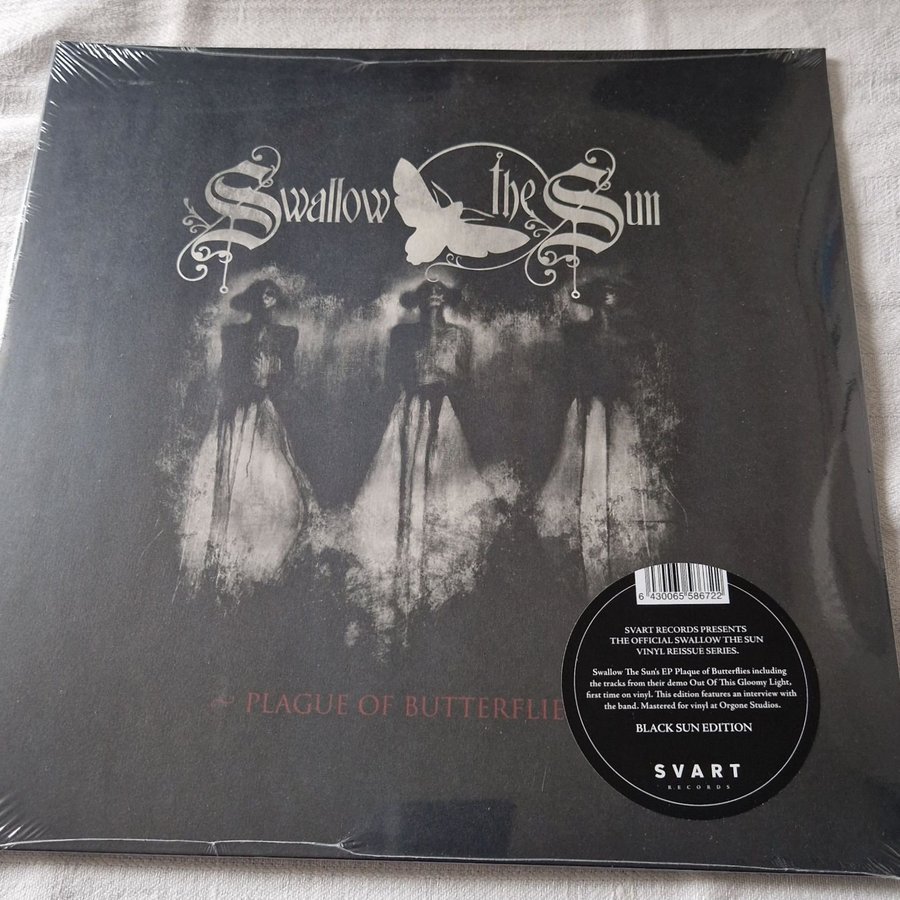 Swallow the Sun
PLAGUE OF BUTTERFLIE
6 430065 586722
SVART RECORDS PRESENTS
THE OFFICIAL SWALLOW THE SUN
VINYL REISSUE SERIES.
Swallow The Sun's EP Plaque of Butterflies including
the tracks from their demo Out Of This Gloomy Light,
first time on vinyl. This edition features an interview with
the band. Mastered for vinyl at Orgone Studios.
BLACK SUN EDITION
SVART
RECORDS